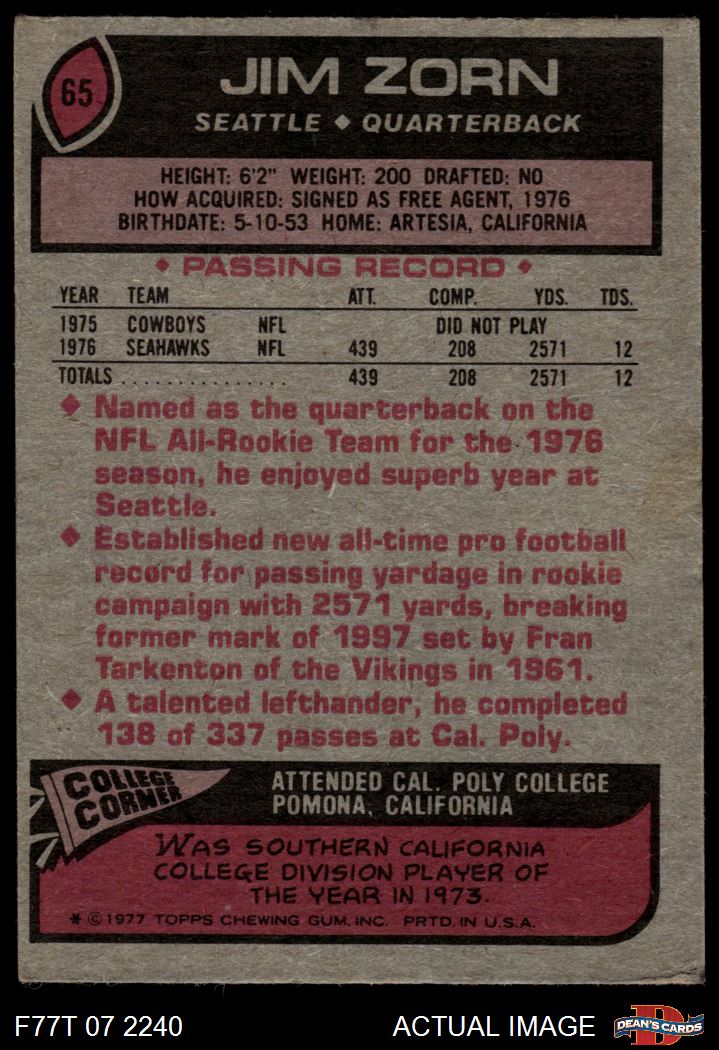 65
JIM ZORN
SEATTLE ♦ QUARTERBACK
HEIGHT: 6'2" WEIGHT: 200 DRAFTED: NO
HOW ACQUIRED: SIGNED AS FREE AGENT, 1976
BIRTHDATE: 5-10-53 HOME: ARTESIA, CALIFORNIA
♦ PASSING RECORD ♦
YEAR TEAM ATT. COMP. YDS. TDS.
1975 COWBOYS NFL DID NOT PLAY
1976 SEAHAWKS NFL 439 208 2571 12
TOTALS................ 439 208 2571 12
♦ Named as the quarterback on the
NFL All-Rookie Team for the 1976
season, he enjoyed superb year at
Seattle.
♦ Established new all-time pro football
record for passing yardage in rookie
campaign with 2571 yards, breaking
former mark of 1997 set by Fran
Tarkenton of the Vikings in 1961.
♦ A talented lefthander, he completed
138 of 337 passes at Cal. Poly.
COLLEGE
CORNER
ATTENDED CAL. POLY COLLEGE
POMONA, CALIFORNIA
WAS SOUTHERN CALIFORNIA
COLLEGE DIVISION PLAYER OF
THE YEAR IN 1973.
* © 1977 TOPPS CHEWING GUM, INC. PRTD. IN U.S.A.
F77T 07 2240
ACTUAL IMAGE
D
DEAN'S CARDS